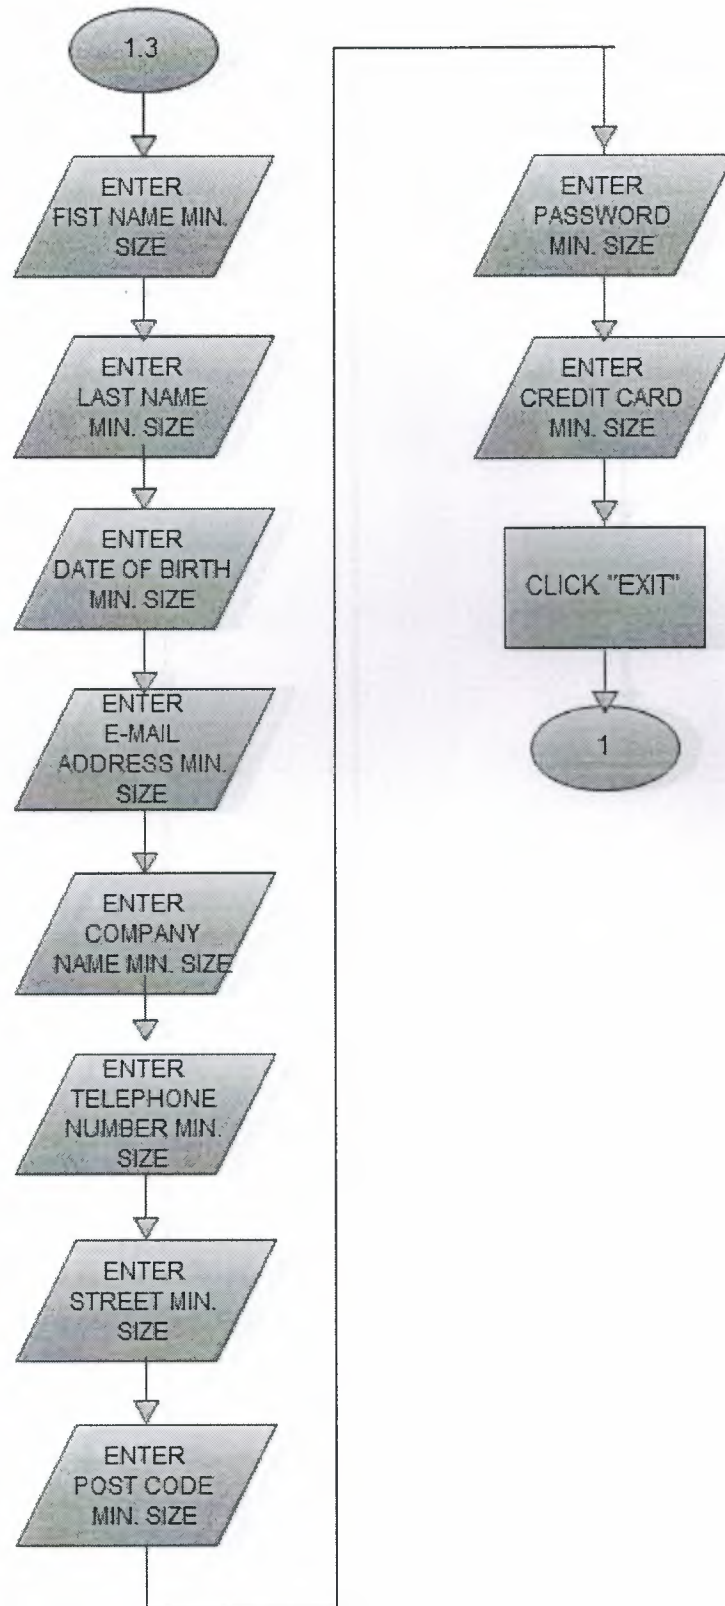 1.3
ENTER
FIST NAME MIN.
SIZE
ENTER
LAST NAME
MIN. SIZE
ENTER
DATE OF BIRTH
MIN. SIZE
ENTER
E-MAIL
ADDRESS MIN.
SIZE
ENTER
COMPANY
NAME MIN. SIZE
ENTER
TELEPHONE
NUMBER MIN.
SIZE
ENTER
STREET MIN.
SIZE
ENTER
POST CODE
MIN. SIZE
ENTER
PASSWORD
MIN. SIZE
ENTER
CREDIT CARD
MIN. SIZE
CLICK "EXIT"
1